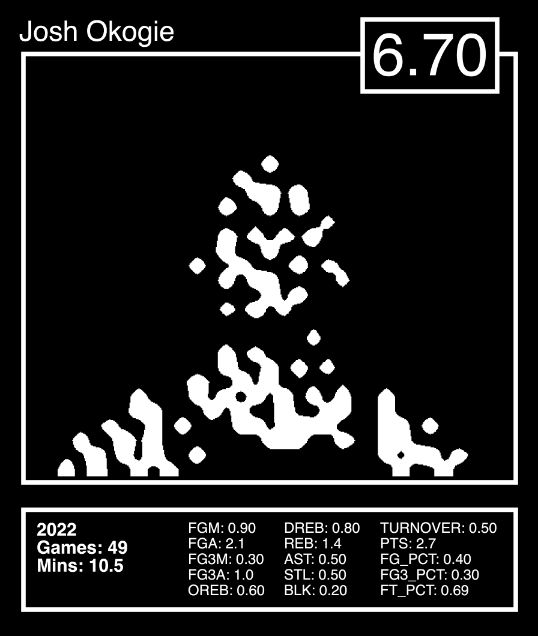 Josh Okogie
6.70
2022
Games: 49
Mins: 10.5
FGM: 0.90
FGA: 2.1
FG3M: 0.30
FG3A: 1.0
OREB: 0.60
DREB: 0.80
REB: 1.4
AST: 0.50
STL: 0.50
BLK: 0.20
TURNOVER: 0.50
PTS: 2.7
FG_PCT: 0.40
FG3_PCT: 0.30
FT_PCT: 0.69